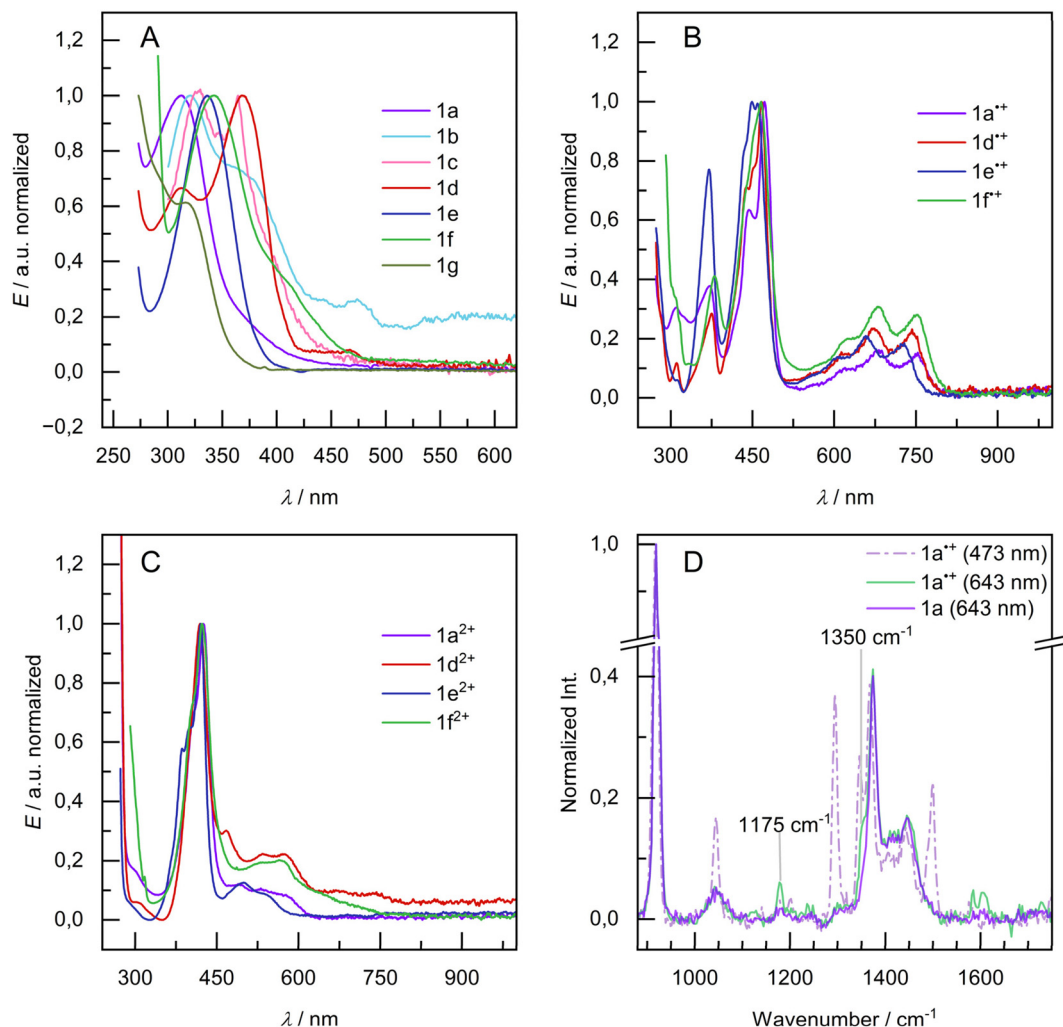 A
E / a.u. normalized
1,2
1,0
0,8
0,6
0,4
0,2
0,0
−0,2
250 300 350 400 450 500 550 600
λ / nm
1a
1b
1c
1d
1e
1f
1g
B
E / a.u. normalized
1,2
1,0
0,8
0,6
0,4
0,2
0,0
300 450 600 750 900
λ / nm
1a•+
1d•+
1e•+
1f•+
C
E / a.u. normalized
1,2
1,0
0,8
0,6
0,4
0,2
0,0
300 450 600 750 900
λ / nm
1a2+
1d2+
1e2+
1f2+
D
Normalized Int.
1,0
0,4
0,2
0,0
1000 1200 1400 1600
Wavenumber / cm-1
1a•+ (473 nm)
1a•+ (643 nm)
1a (643 nm)
1350 cm-1
1175 cm-1